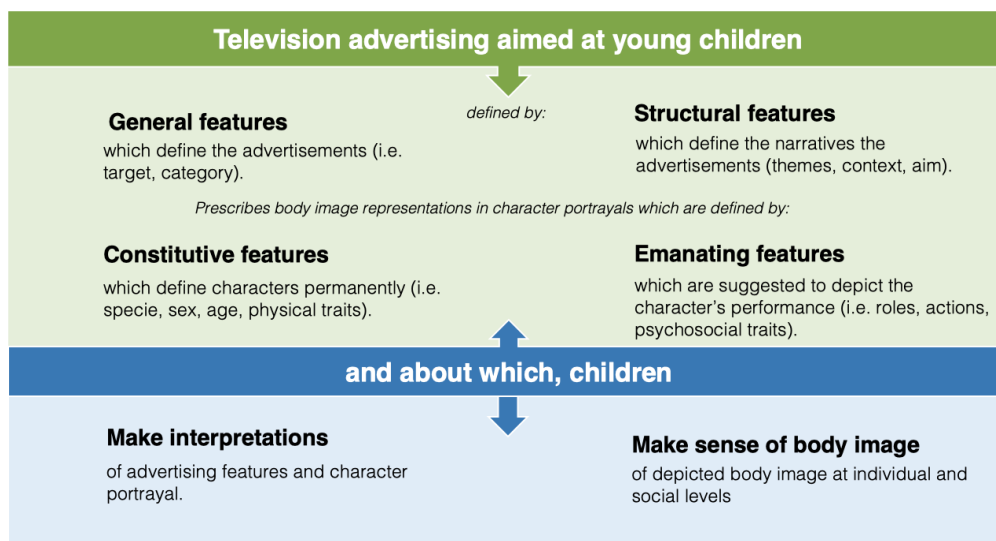 Television advertising aimed at young children
defined by:
General features
which define the advertisements (i.e.
target, category).
Structural features
which define the narratives the
advertisements (themes, context, aim).
Prescribes body image representations in character portrayals which are defined by:
Constitutive features
which define characters permanently (i.e.
specie, sex, age, physical traits).
Emanating features
which are suggested to depict the
character's performance (i.e. roles, actions,
psychosocial traits).
and about which, children
Make interpretations
of advertising features and character
portrayal.
Make sense of body image
of depicted body image at individual and
social levels